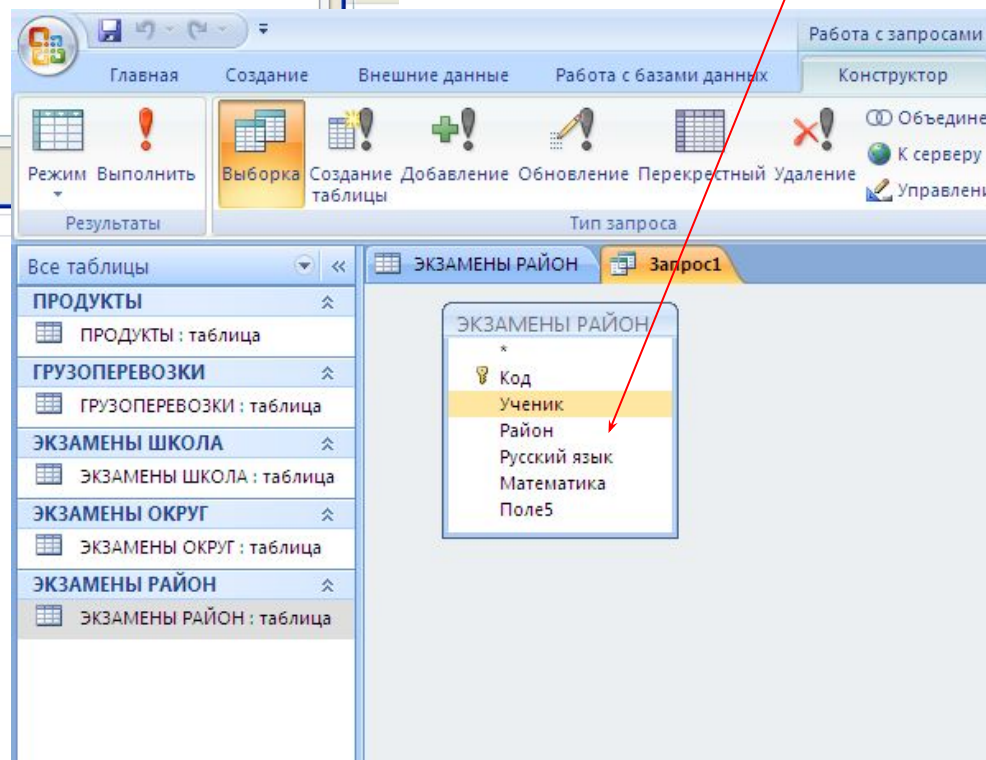 Работа с запросами
Главная Создание Внешние данные Работа с базами данных Конструктор
Режим Выполнить Выборка Создание таблицы Добавление Обновление Перекрестный Удаление
К серверу
Результаты Тип запроса
Все таблицы
ЭКЗАМЕНЫ РАЙОН Запрос1
ПРОДУКТЫ
ПРОДУКТЫ : таблица
ГРУЗОПЕРЕВОЗКИ
ГРУЗОПЕРЕВОЗКИ : таблица
ЭКЗАМЕНЫ ШКОЛА
ЭКЗАМЕНЫ ШКОЛА : таблица
ЭКЗАМЕНЫ ОКРУГ
ЭКЗАМЕНЫ ОКРУГ : таблица
ЭКЗАМЕНЫ РАЙОН
ЭКЗАМЕНЫ РАЙОН : таблица
ЭКЗАМЕНЫ РАЙОН
*
Код
Ученик
Район
Русский язык
Математика
Поле5